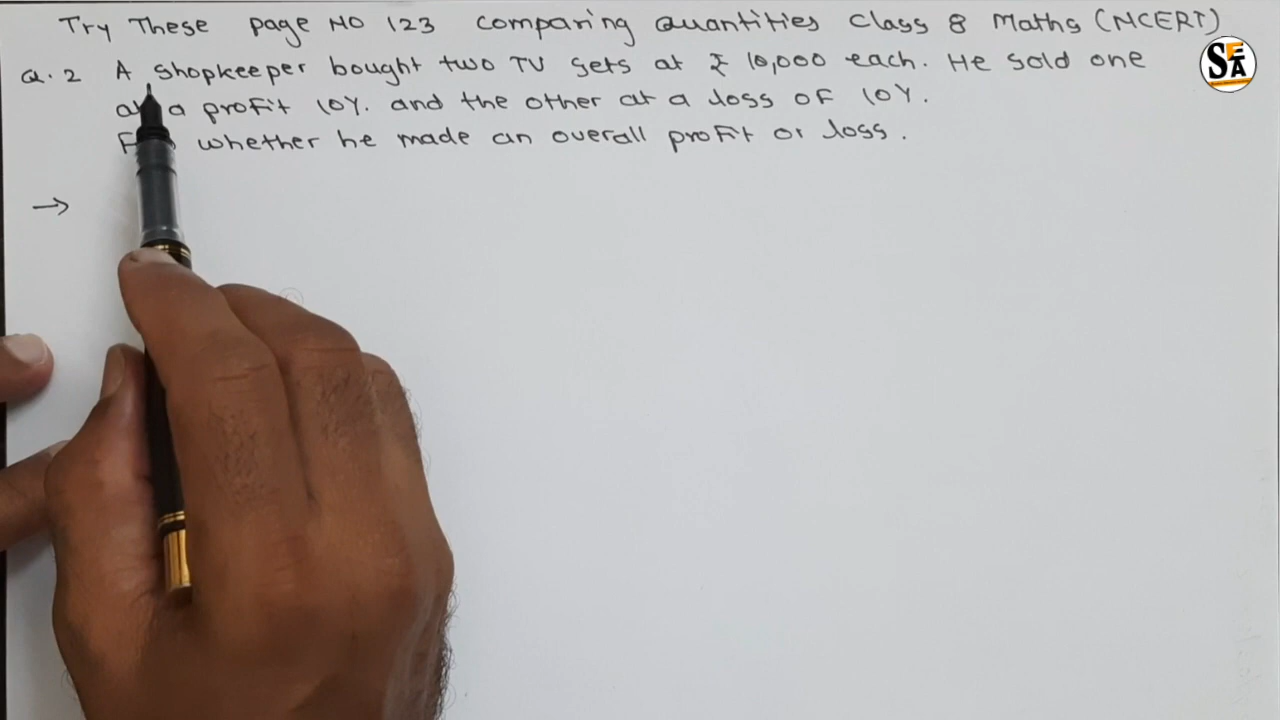 Try These page No 123 comparing quantities Class 8 Maths (NCERT)
Q. 2 A shopkeeper bought two TV sets at ₹ 10,000 each. He sold one
a profit 10%. and the other at a loss of 10%.
whether he made an overall profit or loss.
→
SFA